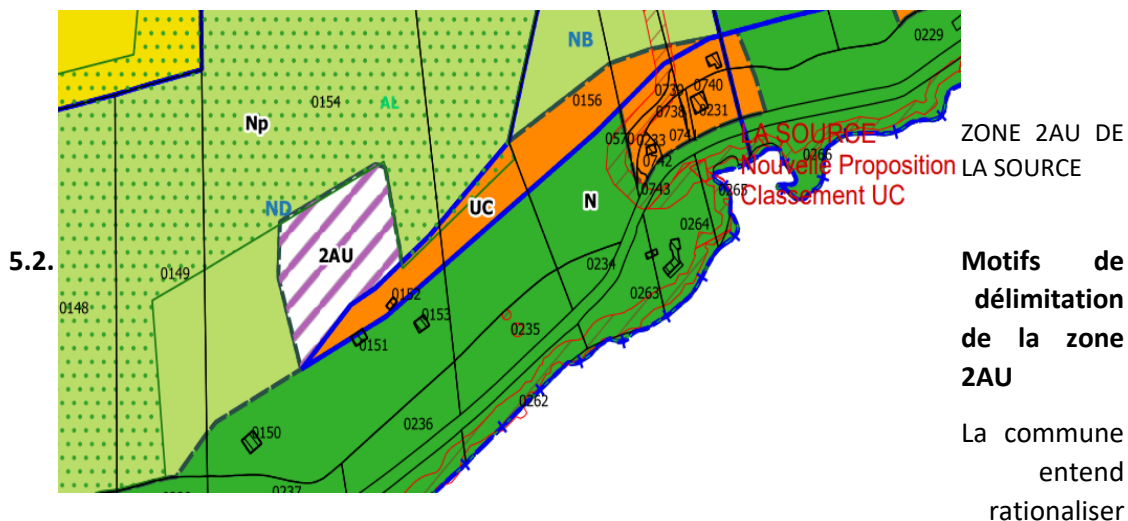 NB
0229
0154
AŁ
Np
0156
0739
0740
0738
0231
0570
0233
0741
0742
0743
LA SOURCE
Nouvelle Proposition
Classement UC
0266
0265
ND
UC
N
0264
2AU
0149
0234
0148
0152
0263
0153
0235
0151
0262
0236
0150
0237
ZONE 2AU DE
LA SOURCE
5.2.
Motifs de
délimitation
de la zone
2AU
La commune
entend
rationaliser